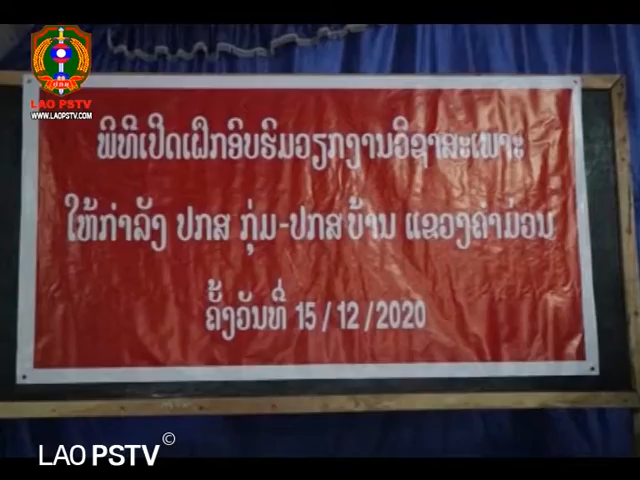 LAO PSTV
WWW.LAOPSTV.COM
ພິທີເປີດເຝິກອົບຮົມວຽກງານວິຊາສະເພາະ
ໃຫ້ກຳລັງ ປກສ ກຸ່ມ-ປກສ ບ້ານ ແຂວງຄຳມ່ວນ
ຄັ້ງວັນທີ່ 15/12/2020
LAO PSTV©